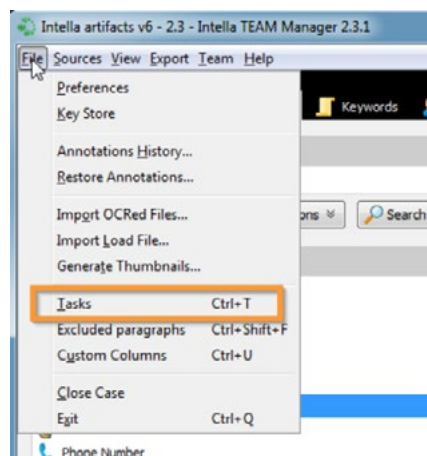 Intella artifacts v6 - 2.3 - Intella TEAM Manager 2.3.1
File Sources View Export Team Help
Preferences
Key Store
Keywords
Annotations History...
Restore Annotations...
Import OCRed Files...
ons
Search
Import Load File...
Generate Thumbnails...
Tasks Ctrl+T
Excluded paragraphs Ctrl+Shift+F
Custom Columns Ctrl+U
Close Case
Exit Ctrl+Q
Phone Number